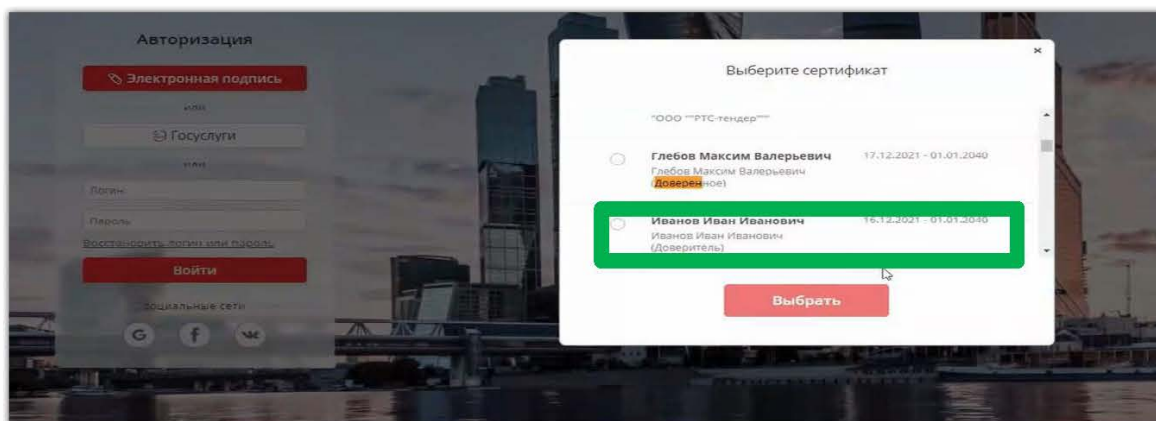 Авторизация
Электронная подпись
или
Госуслуги
или
Логин
Пароль
Восстановить логин или пароль
Войти
Социальные сети
G f
×
Выберите сертификат
"ООО ""РТС-тендер"""
Глебов Максим Валерьевич 17.12.2021 - 01.01.2040
Глебов Максим Валерьевич
(Доверенное)
Иванов Иван Иванович 16.12.2021 - 01.01.2040
Иванов Иван Иванович
(Доверитель)
Выбрать